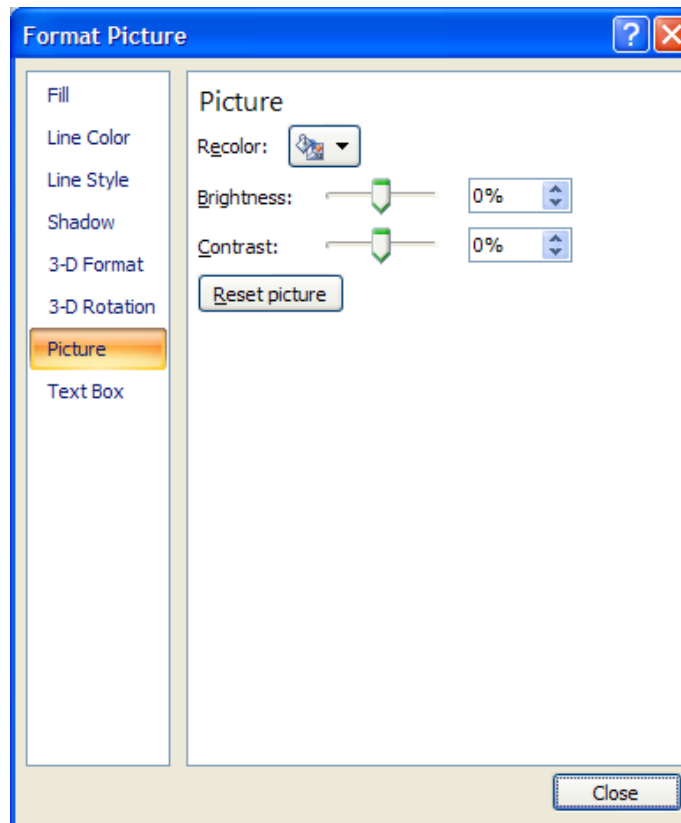 Format Picture
?
Fill
Line Color
Line Style
Shadow
3-D Format
3-D Rotation
Picture
Text Box
Picture
Recolor:
Brightness: 0%
Contrast: 0%
Reset picture
Close